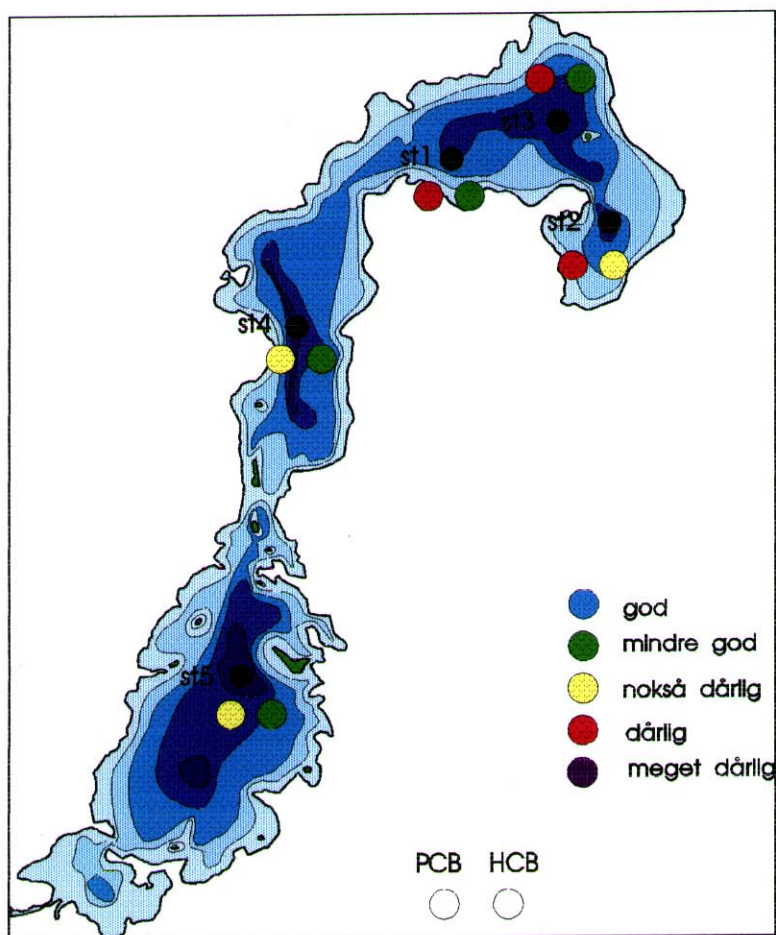 st3
st1
st2
st4
st5
god
mindre god
nokså dårlig
dårlig
meget dårlig
PCB HCB